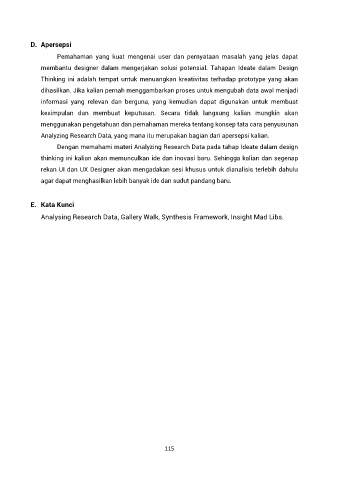 D. Apersepsi
Pemahaman yang kuat mengenai user dan pernyataan masalah yang jelas dapat
membantu designer dalam mengerjakan solusi potensial. Tahapan Ideate dalam Design
Thinking ini adalah tempat untuk menuangkan kreativitas terhadap prototype yang akan
dihasilkan. Jika kalian pernah menggambarkan proses untuk mengubah data awal menjadi
informasi yang relevan dan berguna, yang kemudian dapat digunakan untuk membuat
kesimpulan dan membuat keputusan. Secara tidak langsung kalian mungkin akan
menggunakan pengetahuan dan pemahaman mereka tentang konsep tata cara penyusunan
Analyzing Research Data, yang mana itu merupakan bagian dari apersepsi kalian.
Dengan memahami materi Analyzing Research Data pada tahap Ideate dalam design
thinking ini kalian akan memunculkan ide dan inovasi baru. Sehingga kalian dan segenap
rekan UI dan UX Designer akan mengadakan sesi khusus untuk dianalisis terlebih dahulu
agar dapat menghasilkan lebih banyak ide dan sudut pandang baru.
E. Kata Kunci
Analysing Research Data, Gallery Walk, Synthesis Framework, Insight Mad Libs.
115